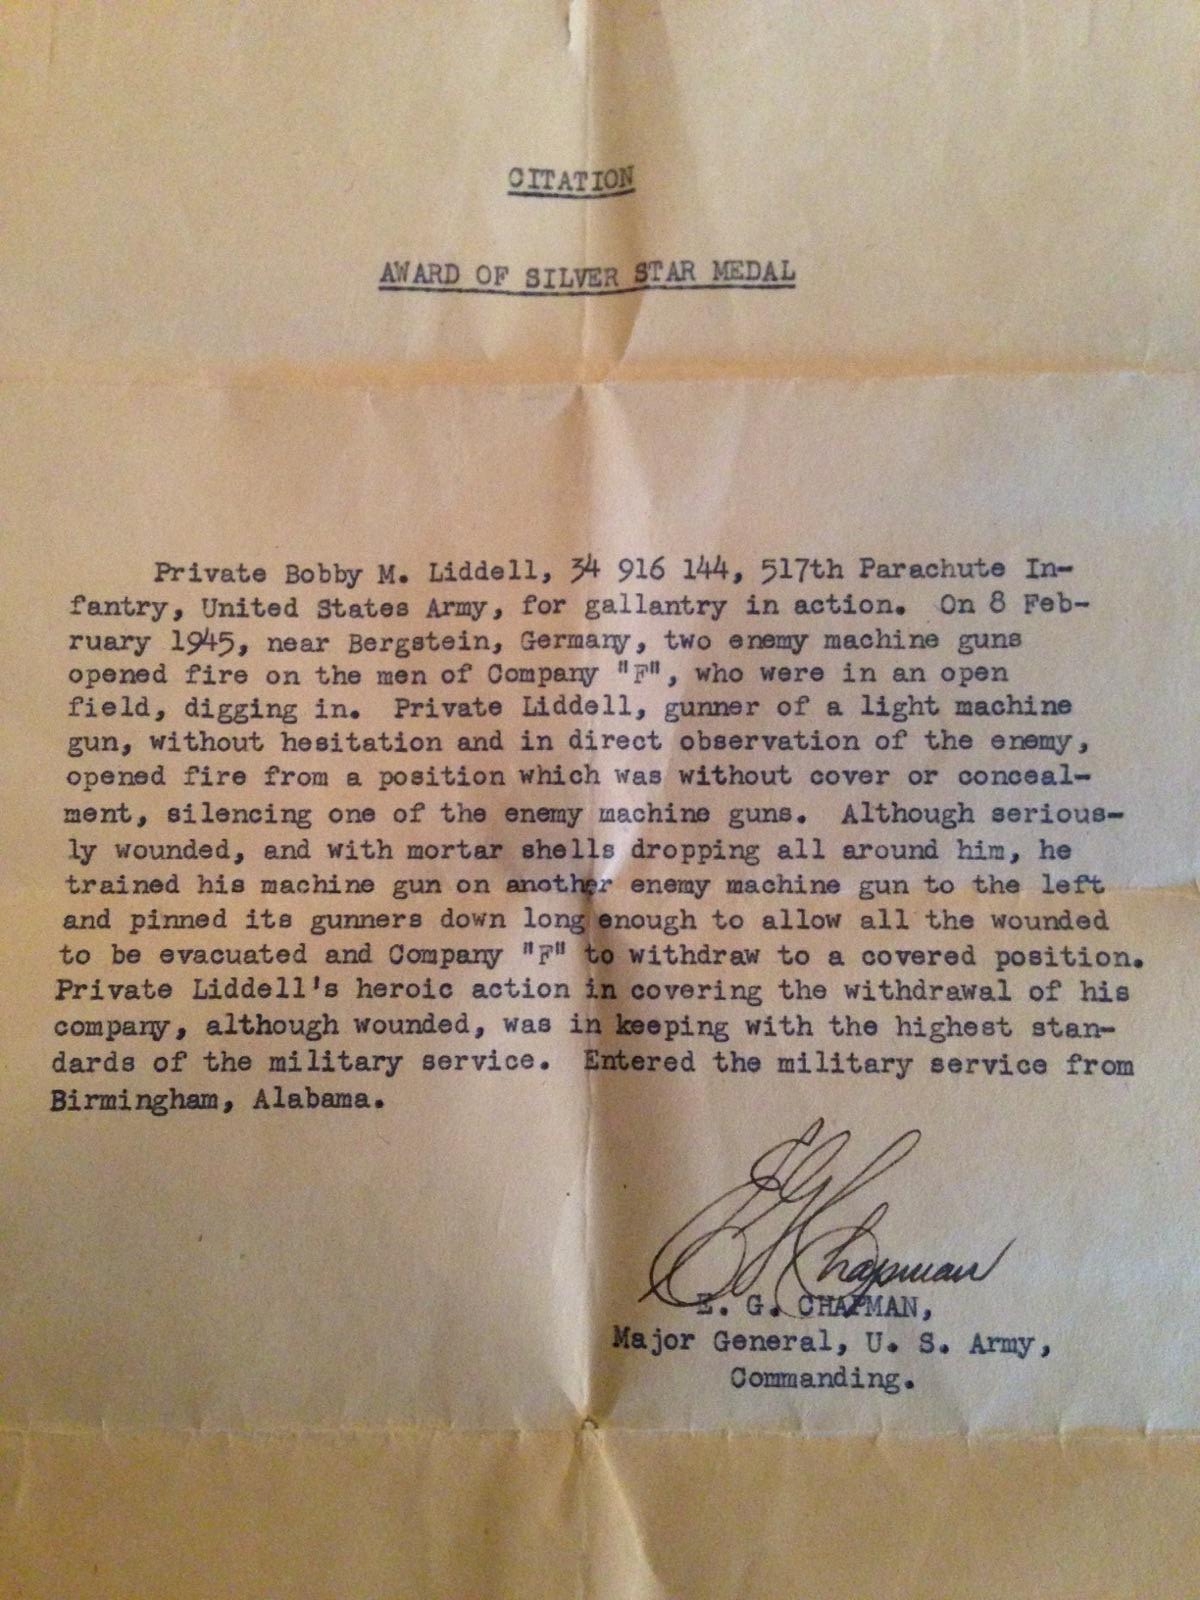 CITATION
AWARD OF SILVER STAR MEDAL
Private Bobby M. Liddell, 34 916 144, 517th Parachute In-
fantry, United States Army, for gallantry in action. On 8 Feb-
ruary 1945, near Bergstein, Germany, two enemy machine guns
opened fire on the men of Company "F", who were in an open
field, digging in. Private Liddell, gunner of a light machine
gun, without hesitation and in direct observation of the enemy,
opened fire from a position which was without cover or conceal-
ment, silencing one of the enemy machine guns. Although serious-
ly wounded, and with mortar shells dropping all around him, he
trained his machine gun on another enemy machine gun to the left
and pinned its gunners down long enough to allow all the wounded
to be evacuated and Company "F" to withdraw to a covered position.
Private Liddell's heroic action in covering the withdrawal of his
company, although wounded, was in keeping with the highest stan-
dards of the military service. Entered the military service from
Birmingham, Alabama.
E G Chapman
E. G. CHAPMAN,
Major General, U. S. Army,
Commanding.